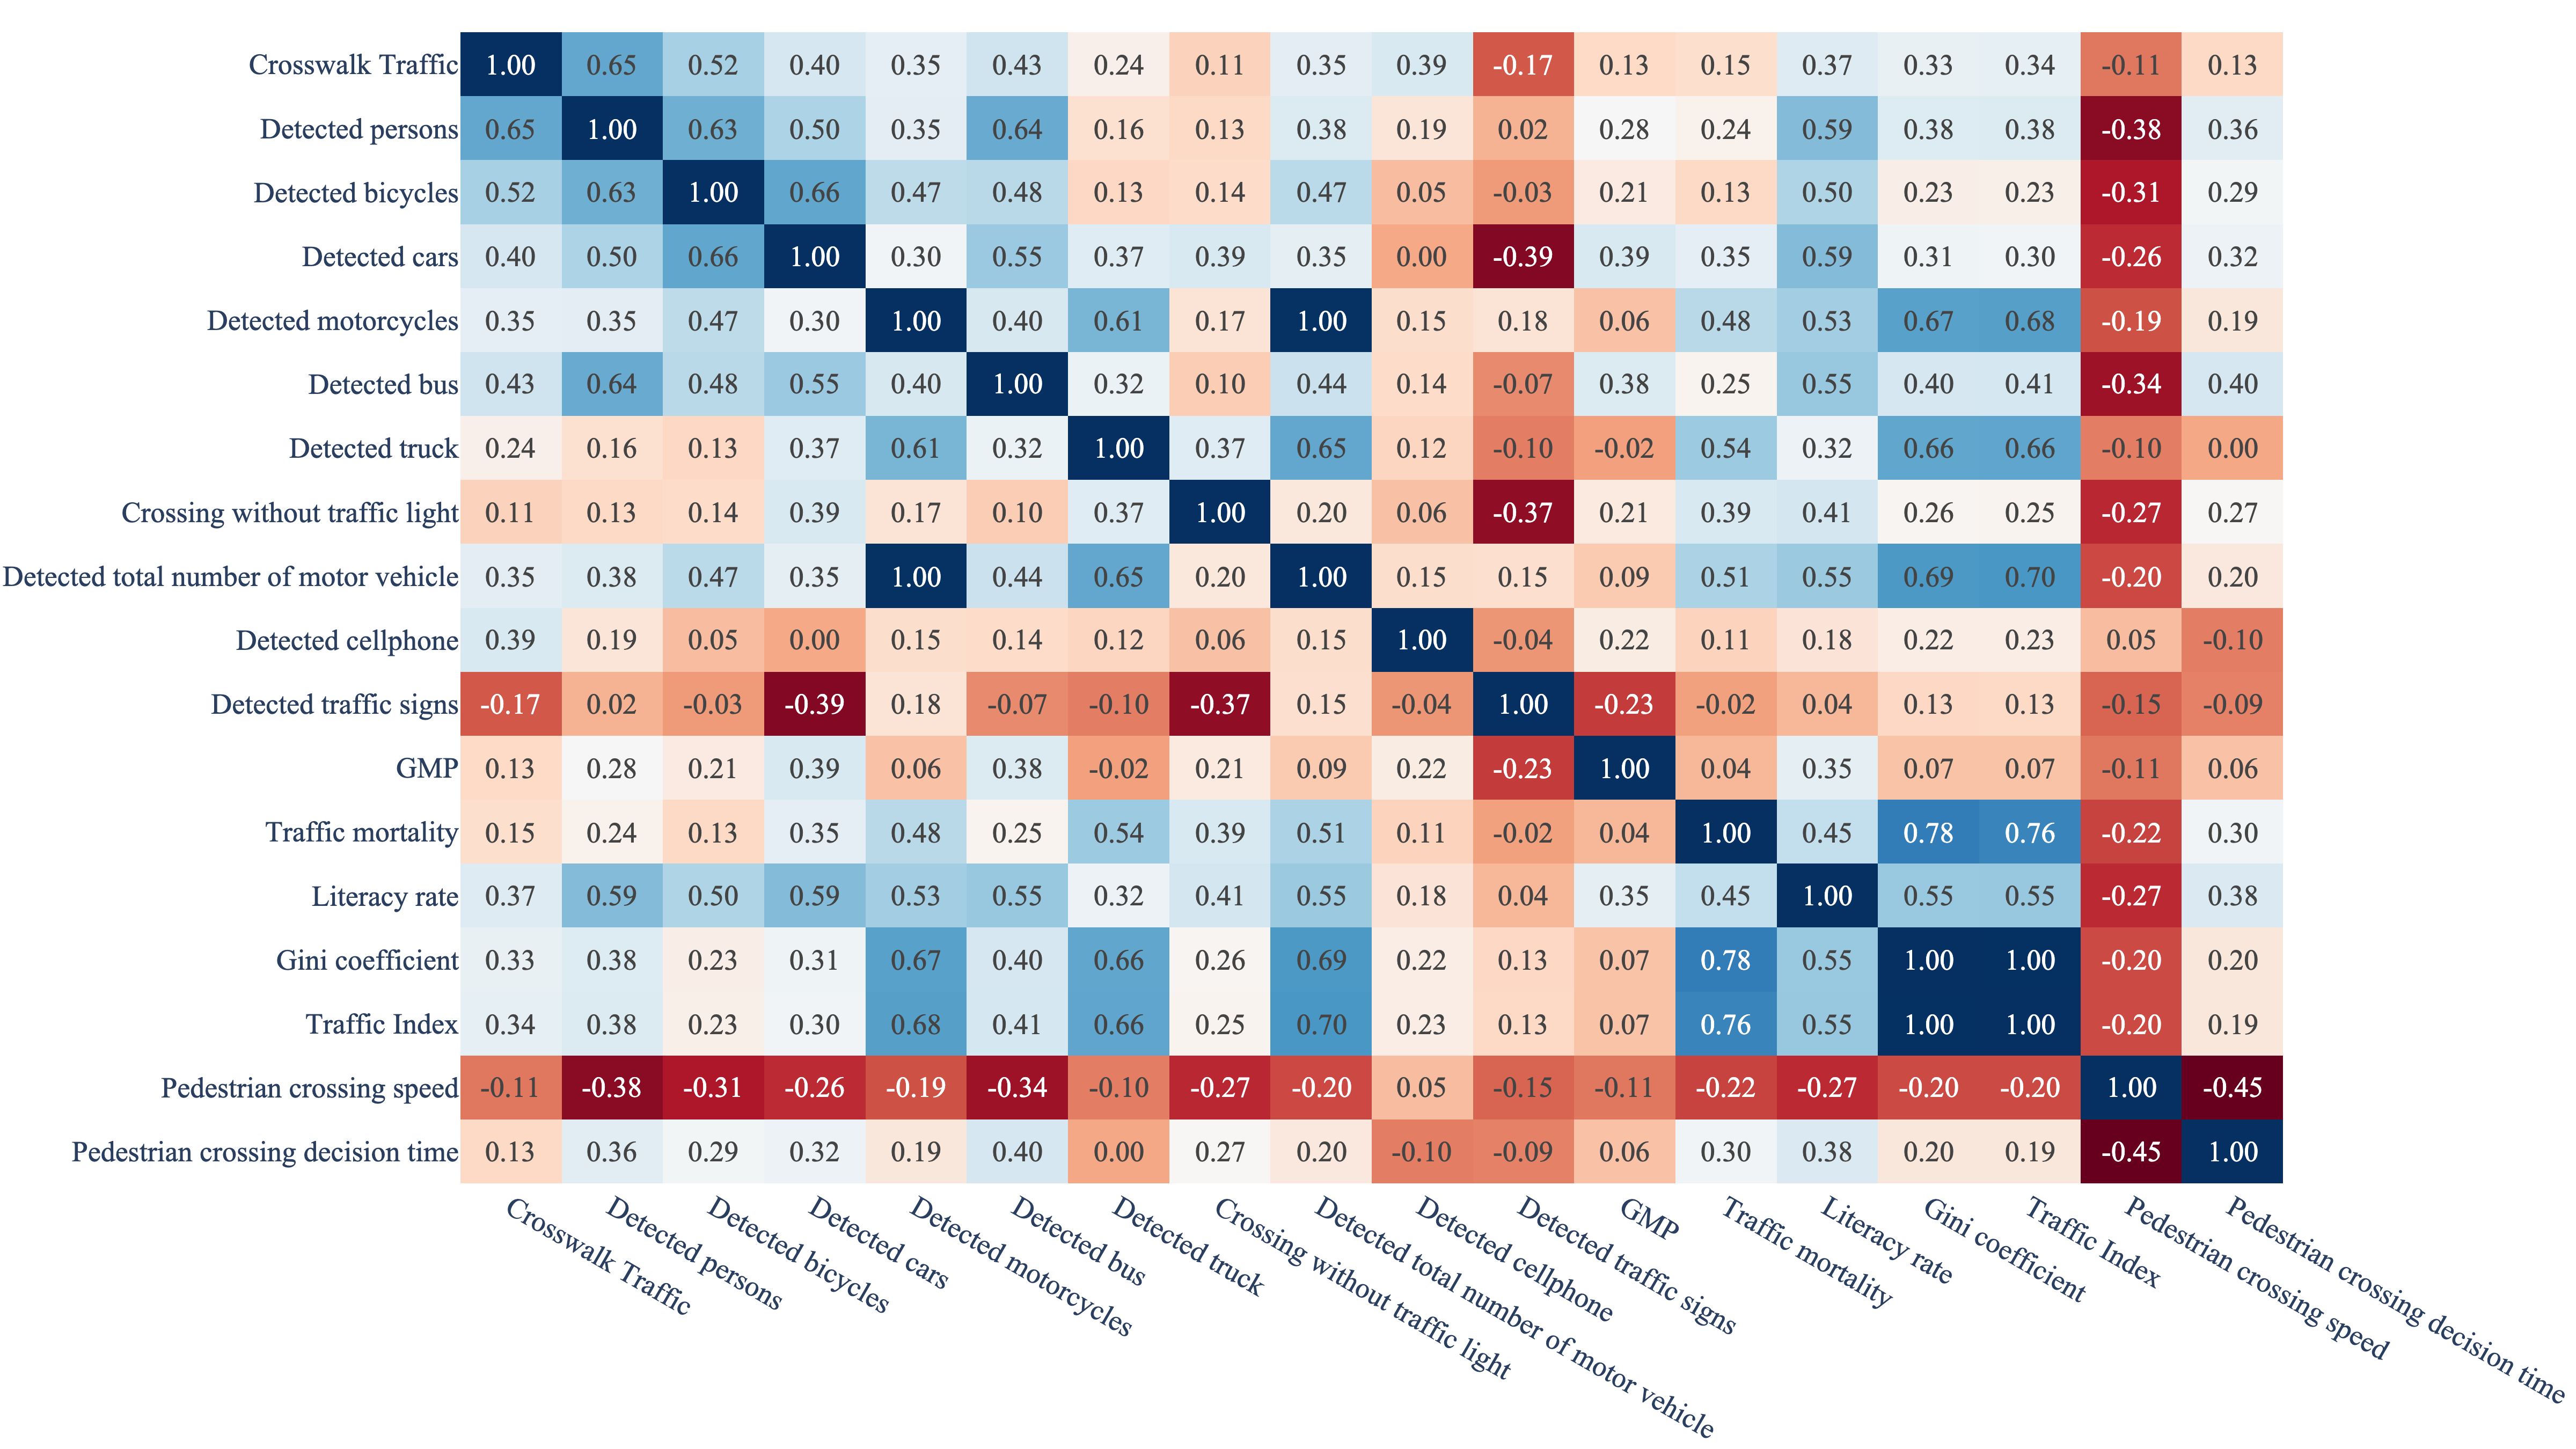 Crosswalk Traffic 1.00 0.65 0.52 0.40 0.35 0.43 0.24 0.11 0.35 0.39 -0.17 0.13 0.15 0.37 0.33 0.34 -0.11 0.13
Detected persons 0.65 1.00 0.63 0.50 0.35 0.64 0.16 0.13 0.38 0.19 0.02 0.28 0.24 0.59 0.38 0.38 -0.38 0.36
Detected bicycles 0.52 0.63 1.00 0.66 0.47 0.48 0.13 0.14 0.47 0.05 -0.03 0.21 0.13 0.50 0.23 0.23 -0.31 0.29
Detected cars 0.40 0.50 0.66 1.00 0.30 0.55 0.37 0.39 0.35 0.00 -0.39 0.39 0.35 0.59 0.31 0.30 -0.26 0.32
Detected motorcycles 0.35 0.35 0.47 0.30 1.00 0.40 0.61 0.17 1.00 0.15 0.18 0.06 0.48 0.53 0.67 0.68 -0.19 0.19
Detected bus 0.43 0.64 0.48 0.55 0.40 1.00 0.32 0.10 0.44 0.14 -0.07 0.38 0.25 0.55 0.40 0.41 -0.34 0.40
Detected truck 0.24 0.16 0.13 0.37 0.61 0.32 1.00 0.37 0.65 0.12 -0.10 -0.02 0.54 0.32 0.66 0.66 -0.10 0.00
Crossing without traffic light 0.11 0.13 0.14 0.39 0.17 0.10 0.37 1.00 0.20 0.06 -0.37 0.21 0.39 0.41 0.26 0.25 -0.27 0.27
Detected total number of motor vehicle 0.35 0.38 0.47 0.35 1.00 0.44 0.65 0.20 1.00 0.15 0.15 0.09 0.51 0.55 0.69 0.70 -0.20 0.20
Detected cellphone 0.39 0.19 0.05 0.00 0.15 0.14 0.12 0.06 0.15 1.00 -0.04 0.22 0.11 0.18 0.22 0.23 0.05 -0.10
Detected traffic signs -0.17 0.02 -0.03 -0.39 0.18 -0.07 -0.10 -0.37 0.15 -0.04 1.00 -0.23 -0.02 0.04 0.13 0.13 -0.15 -0.09
GMP 0.13 0.28 0.21 0.39 0.06 0.38 -0.02 0.21 0.09 0.22 -0.23 1.00 0.04 0.35 0.07 0.07 -0.11 0.06
Traffic mortality 0.15 0.24 0.13 0.35 0.48 0.25 0.54 0.39 0.51 0.11 -0.02 0.04 1.00 0.45 0.78 0.76 -0.22 0.30
Literacy rate 0.37 0.59 0.50 0.59 0.53 0.55 0.32 0.41 0.55 0.18 0.04 0.35 0.45 1.00 0.55 0.55 -0.27 0.38
Gini coefficient 0.33 0.38 0.23 0.31 0.67 0.40 0.66 0.26 0.69 0.22 0.13 0.07 0.78 0.55 1.00 1.00 -0.20 0.20
Traffic Index 0.34 0.38 0.23 0.30 0.68 0.41 0.66 0.25 0.70 0.23 0.13 0.07 0.76 0.55 1.00 1.00 -0.20 0.19
Pedestrian crossing speed -0.11 -0.38 -0.31 -0.26 -0.19 -0.34 -0.10 -0.27 -0.20 0.05 -0.15 -0.11 -0.22 -0.27 -0.20 -0.20 1.00 -0.45
Pedestrian crossing decision time 0.13 0.36 0.29 0.32 0.19 0.40 0.00 0.27 0.20 -0.10 -0.09 0.06 0.30 0.38 0.20 0.19 -0.45 1.00
Crosswalk Traffic
Detected persons
Detected bicycles
Detected cars
Detected motorcycles
Detected bus
Detected truck
Crossing without traffic light
Detected total number of motor vehicle
Detected cellphone
Detected traffic signs
GMP
Traffic mortality
Literacy rate
Gini coefficient
Traffic Index
Pedestrian crossing speed
Pedestrian crossing decision time